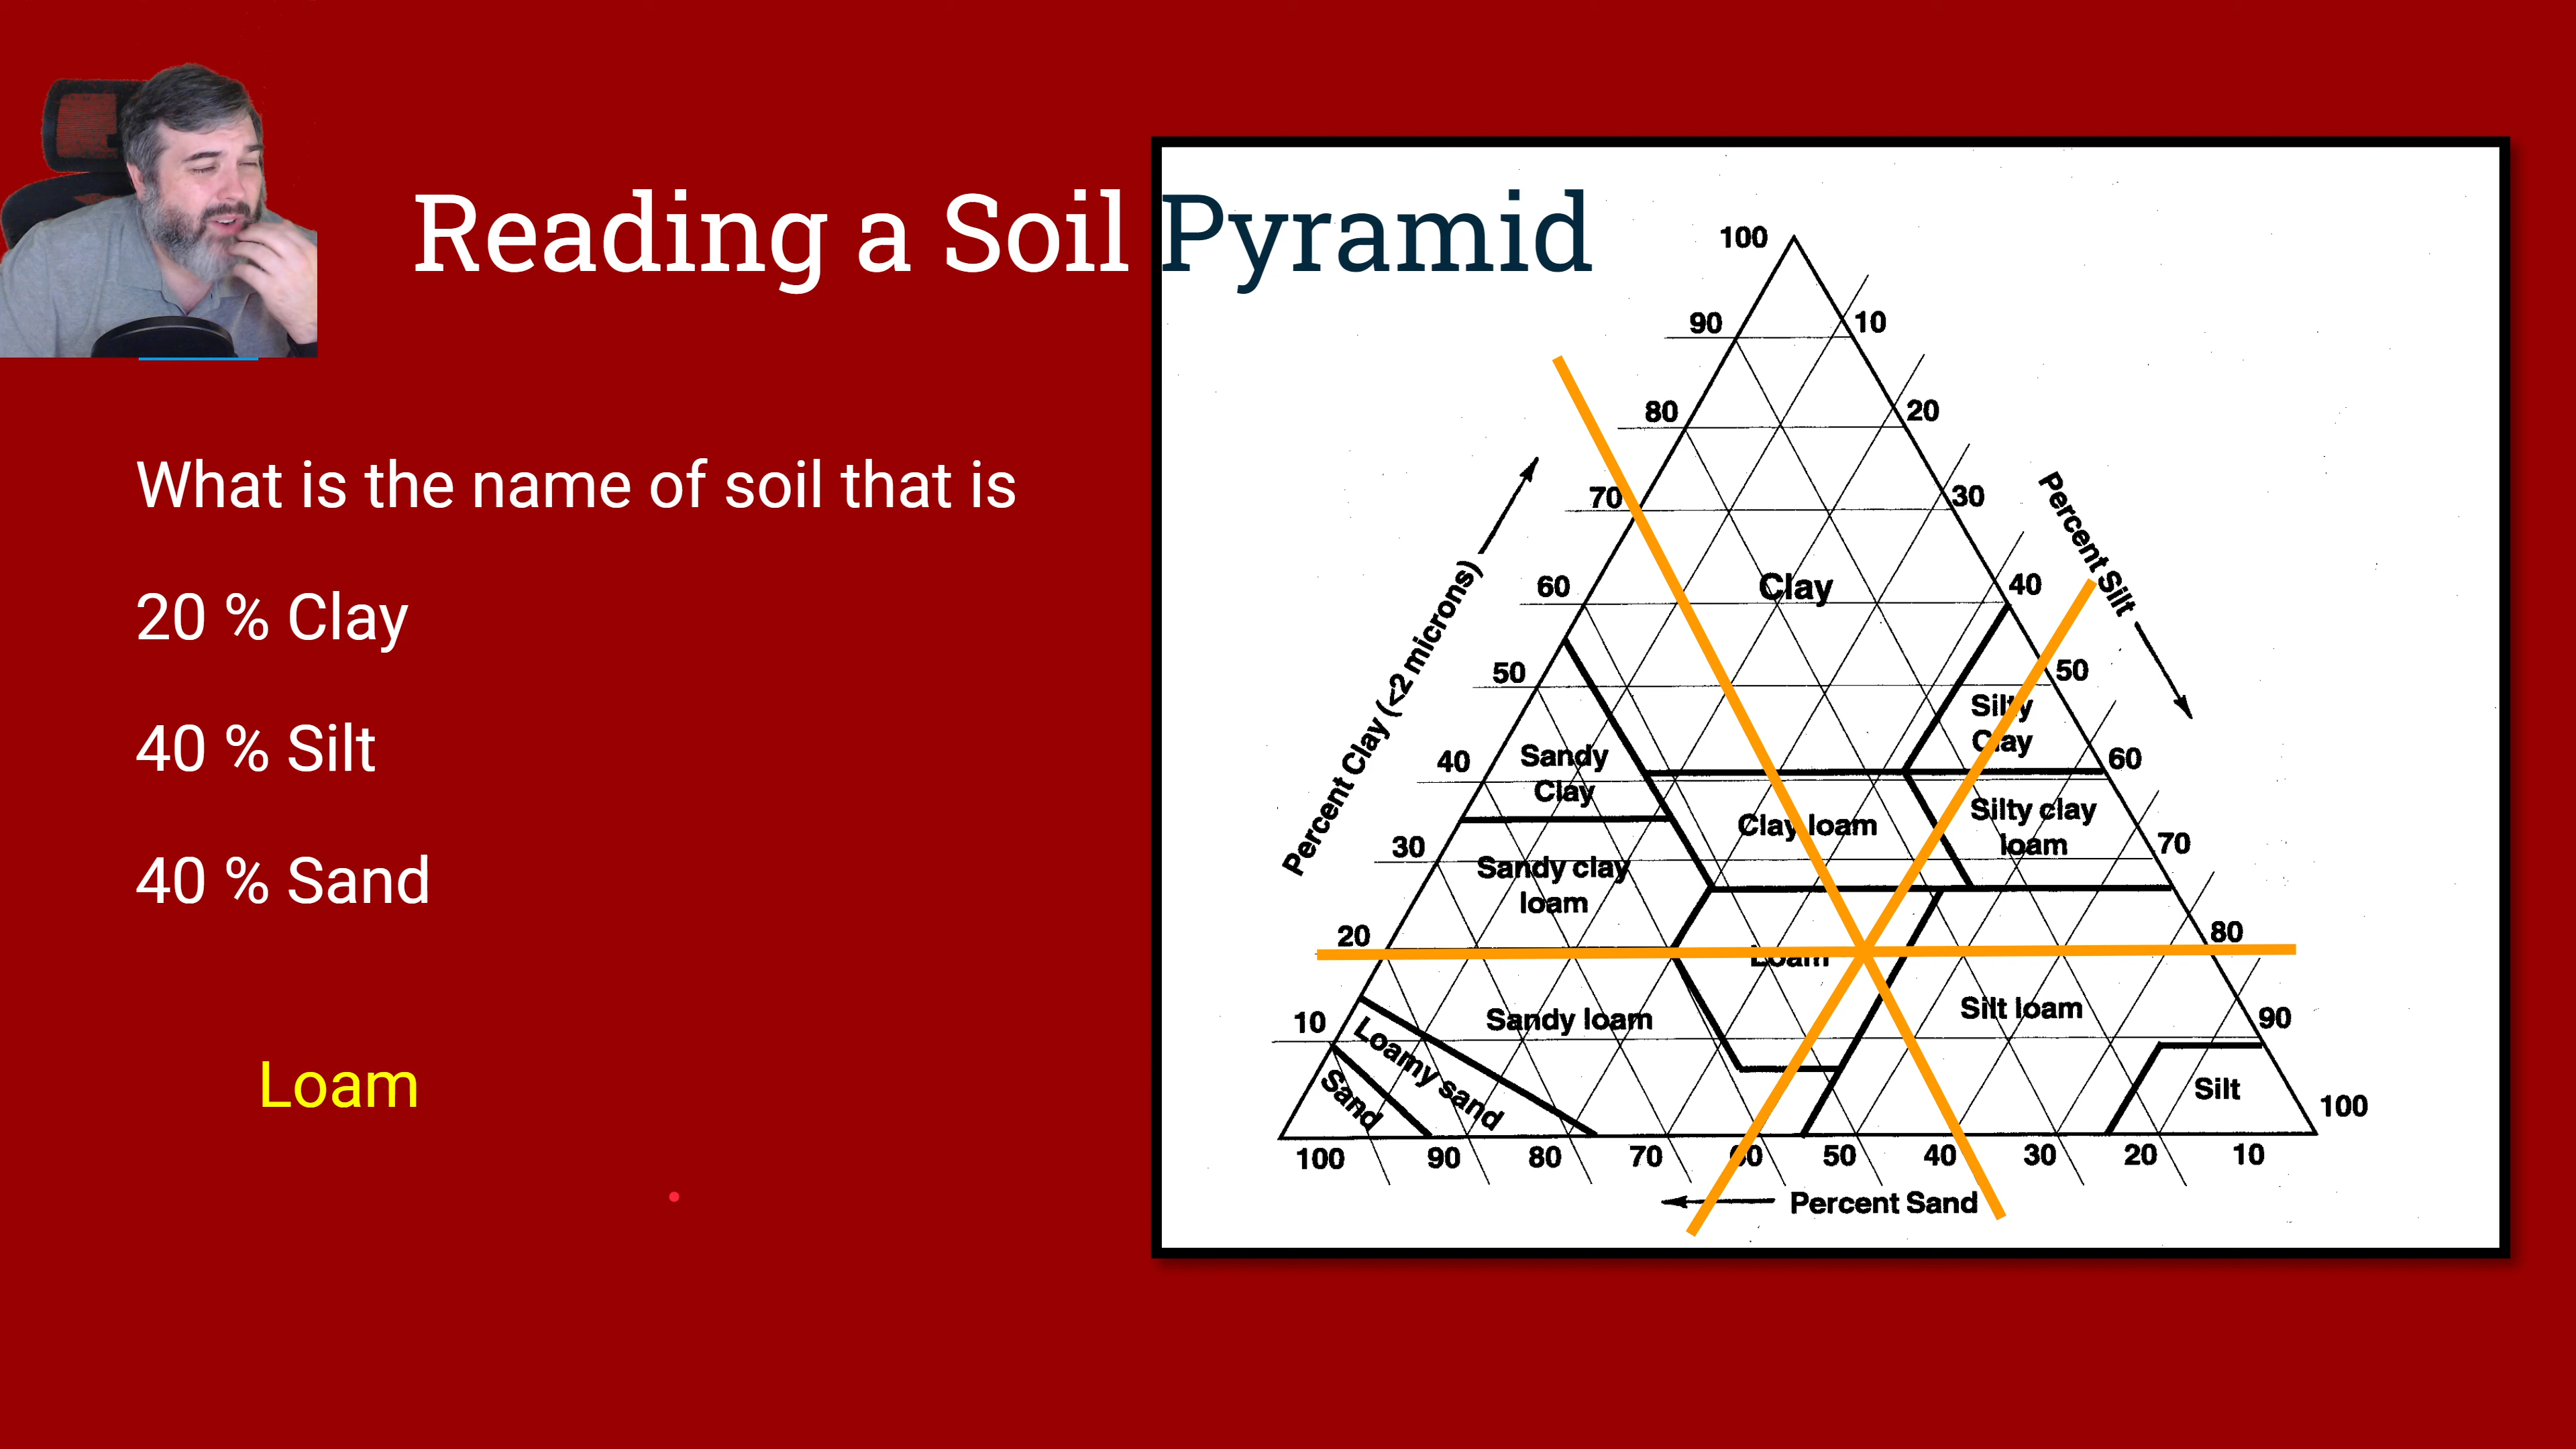 Reading a Soil Pyramid
What is the name of soil that is
20 % Clay
40 % Silt
40 % Sand
Loam
100
90
80
70
60
50
40
30
20
10
Percent Clay (<2 microns)
10
20
30
40
50
60
70
80
90
100
Percent Silt
Clay
Silty
Clay
Sandy
Clay
Clay loam
Silty clay
loam
Sandy clay
loam
Loam
Sandy loam
Silt loam
Loamy sand
Sand
Silt
100
90
80
70
60
50
40
30
20
10
Percent Sand